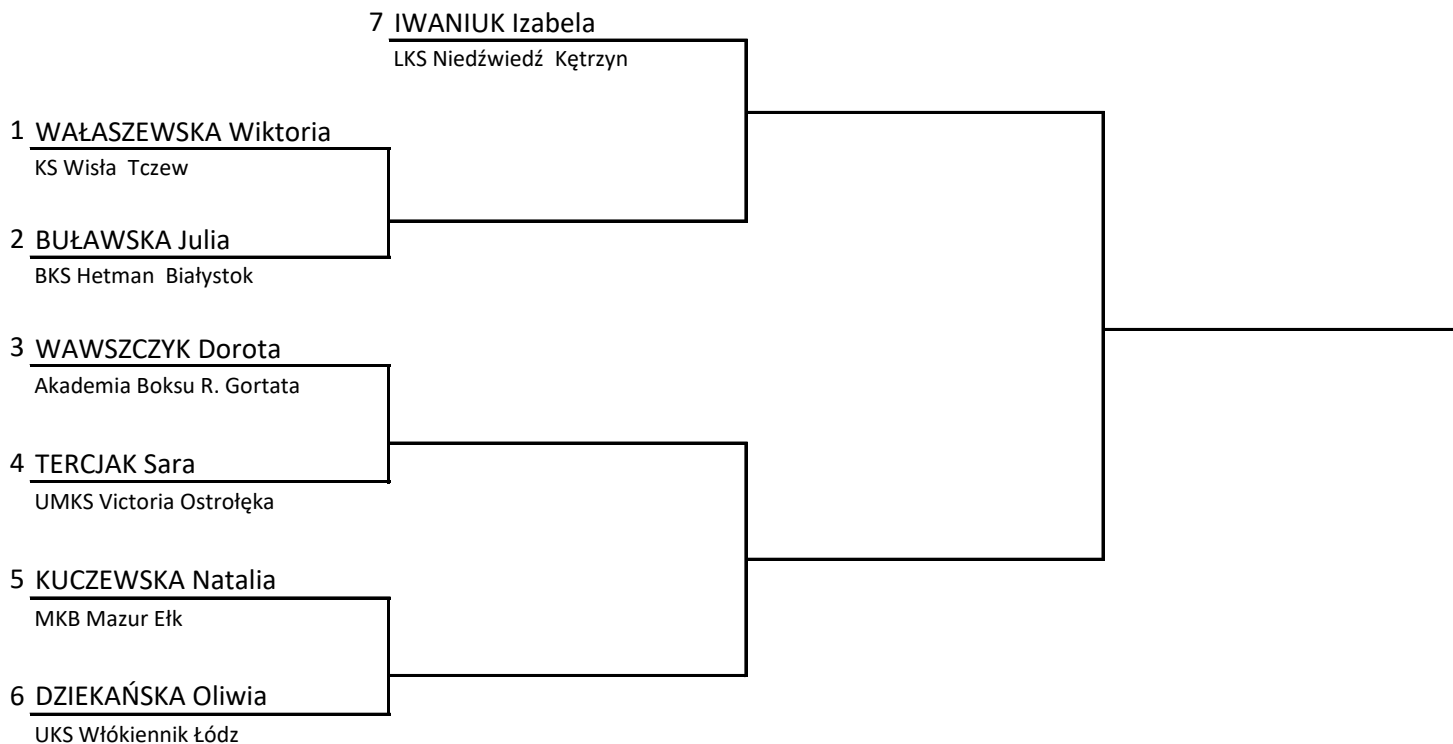 7 IWANIUK Izabela
LKS Niedźwiedź  Kętrzyn
1 WAŁASZEWSKA Wiktoria
KS Wisła  Tczew
2 BUŁAWSKA Julia
BKS Hetman  Białystok
3 WAWSZCZYK Dorota
Akademia Boksu R. Gortata
4 TERCJAK Sara
UMKS Victoria Ostrołęka
5 KUCZEWSKA Natalia
MKB Mazur Ełk
6 DZIEKAŃSKA Oliwia
UKS Włókiennik Łódz